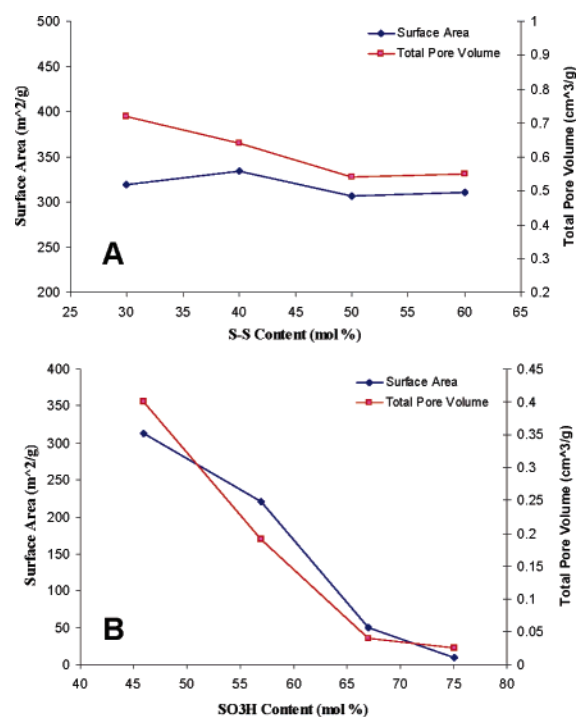 500
450
400
350
300
250
200
Surface Area (m^2/g)
1
0.9
0.8
0.7
0.6
0.5
0.4
0.3
0.2
Total Pore Volume (cm^3/g)
Surface Area
Total Pore Volume
A
25 30 35 40 45 50 55 60 65
S-S Content (mol %)
400
350
300
250
200
150
100
50
0
Surface Area (m^2/g)
0.45
0.4
0.35
0.3
0.25
0.2
0.15
0.1
0.05
0
Total Pore Volume (cm^3/g)
Surface Area
Total Pore Volume
B
40 45 50 55 60 65 70 75 80
SO3H Content (mol %)